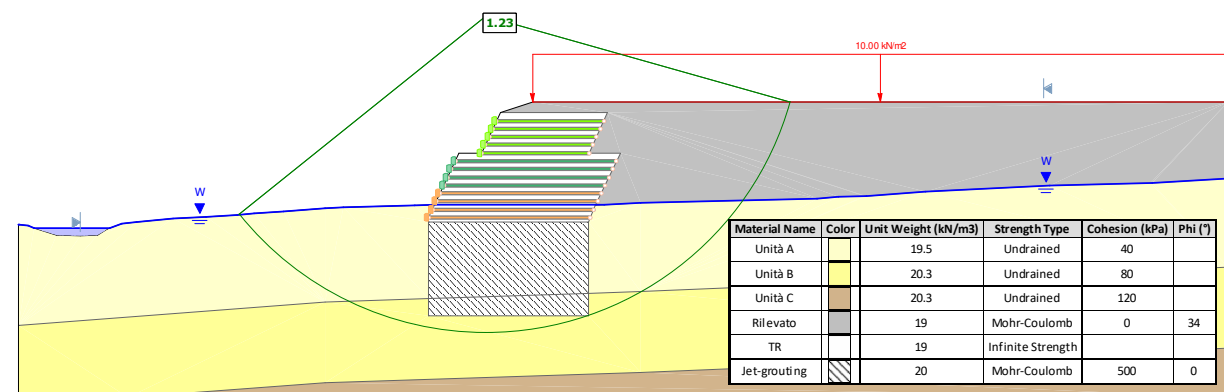 1.23
10.00 kN/m2
W
W
Material Name Color Unit Weight (kN/m3) Strength Type Cohesion (kPa) Phi (°)
Unità A 19.5 Undrained 40
Unità B 20.3 Undrained 80
Unità C 20.3 Undrained 120
Rilevato 19 Mohr-Coulomb 0 34
TR 19 Infinite Strength
Jet-grouting 20 Mohr-Coulomb 500 0